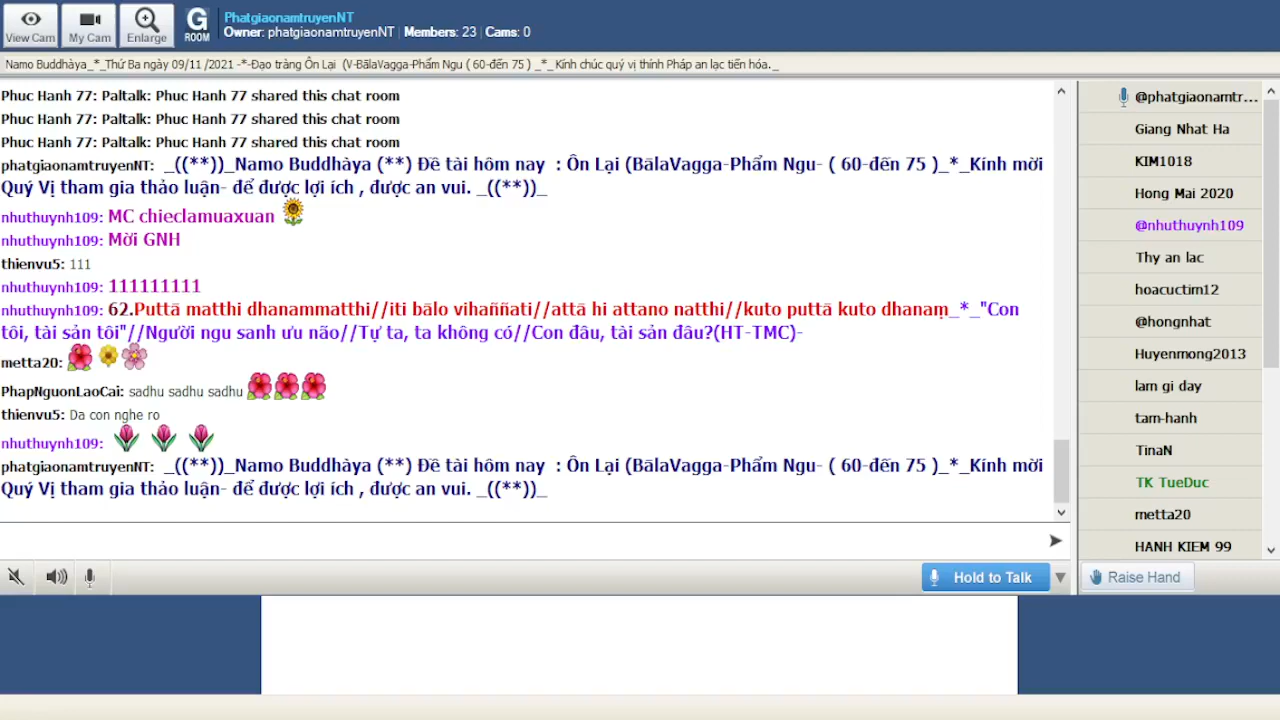 View Cam
My Cam
Enlarge
G
ROOM
PhatgiaonamtruyenNT
Owner: phatgiaonamtruyenNT | Members: 23 | Cams: 0
Namo Buddhàya_*_Thứ Ba ngày 09/11 /2021 -*-Đạo tràng Ôn Lại (V-BālaVagga-Phẩm Ngu ( 60-đến 75 ) _*_Kính chúc quý vị thính Pháp an lạc tiến hóa._
Phuc Hanh 77: Paltalk: Phuc Hanh 77 shared this chat room
Phuc Hanh 77: Paltalk: Phuc Hanh 77 shared this chat room
Phuc Hanh 77: Paltalk: Phuc Hanh 77 shared this chat room
phatgiaonamtruyenNT: _((**))_Namo Buddhàya (**) Đề tài hôm nay : Ôn Lại (BālaVagga-Phẩm Ngu- ( 60-đến 75 )_*_Kính mời
Quý Vị tham gia thảo luận- để được lợi ích , được an vui. _((**))_
nhuthuynh109: MC chieclamuaxuan
nhuthuynh109: Mời GNH
thienvu5: 111
nhuthuynh109: 111111111
nhuthuynh109: 62.Puttā matthi dhanammatthi//iti bālo vihaññati//attā hi attano natthi//kuto puttā kuto dhanaṃ_*_"Con
tôi, tài sản tôi"//Người ngu sanh ưu não//Tự ta, ta không có//Con đâu, tài sản đâu?(HT-TMC)-
metta20:
PhapNguonLaoCai: sadhu sadhu sadhu
thienvu5: Da con nghe ro
nhuthuynh109:
phatgiaonamtruyenNT: _((**))_Namo Buddhàya (**) Đề tài hôm nay : Ôn Lại (BālaVagga-Phẩm Ngu- ( 60-đến 75 )_*_Kính mời
Quý Vị tham gia thảo luận- để được lợi ích , được an vui. _((**))_
Hold to Talk
@phatgiaonamtr...
Giang Nhat Ha
KIM1018
Hong Mai 2020
@nhuthuynh109
Thy an lac
hoacuctim12
@hongnhat
Huyenmong2013
lam gi day
tam-hanh
TinaN
TK TueDuc
metta20
HANH KIEM 99
Raise Hand